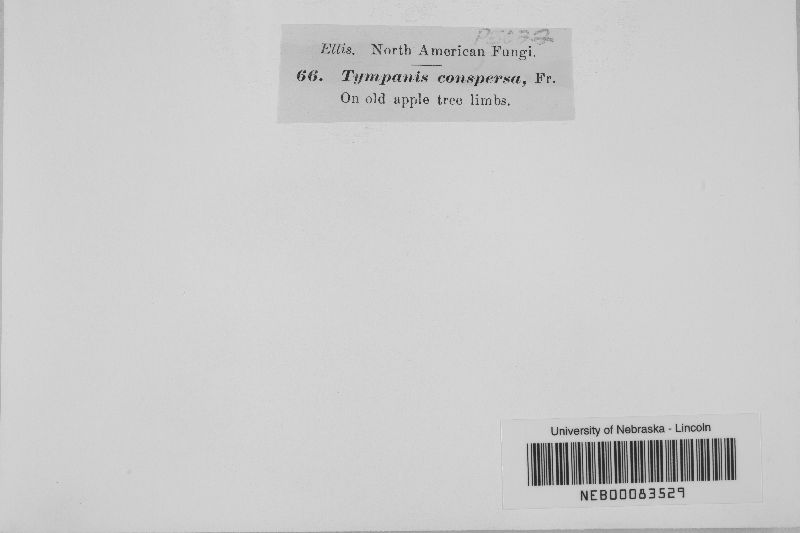 Ellis. North American Fungi.
66. Tympanis conspersa, Fr.
On old apple tree limbs.
University of Nebraska - Lincoln
NEB00083529